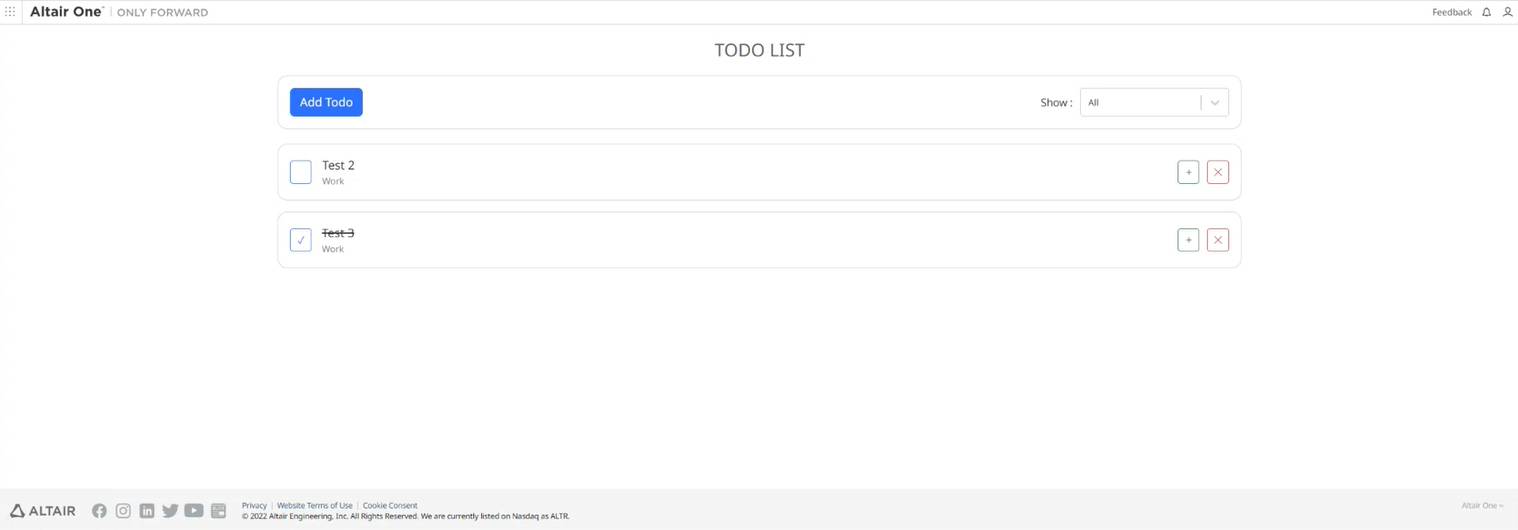 Altair One™ | ONLY FORWARD
Feedback
TODO LIST
Add Todo
Show : All
Test 2
Work
Test 3
Work
ALTAIR
Privacy | Website Terms of Use | Cookie Consent
© 2022 Altair Engineering, Inc. All Rights Reserved. We are currently listed on Nasdaq as ALTR.
Altair One ~